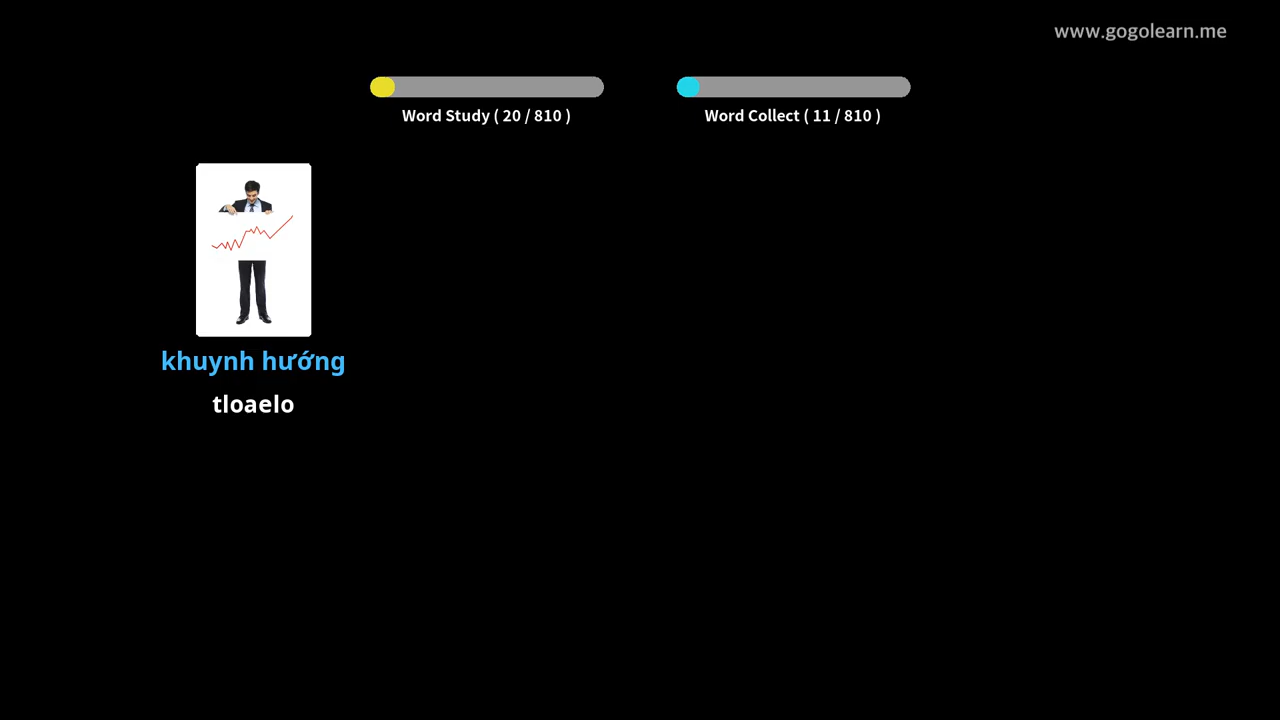 www.gogolearn.me
Word Study ( 20 / 810 )
Word Collect ( 11 / 810 )
khuynh hướng
tloaelo